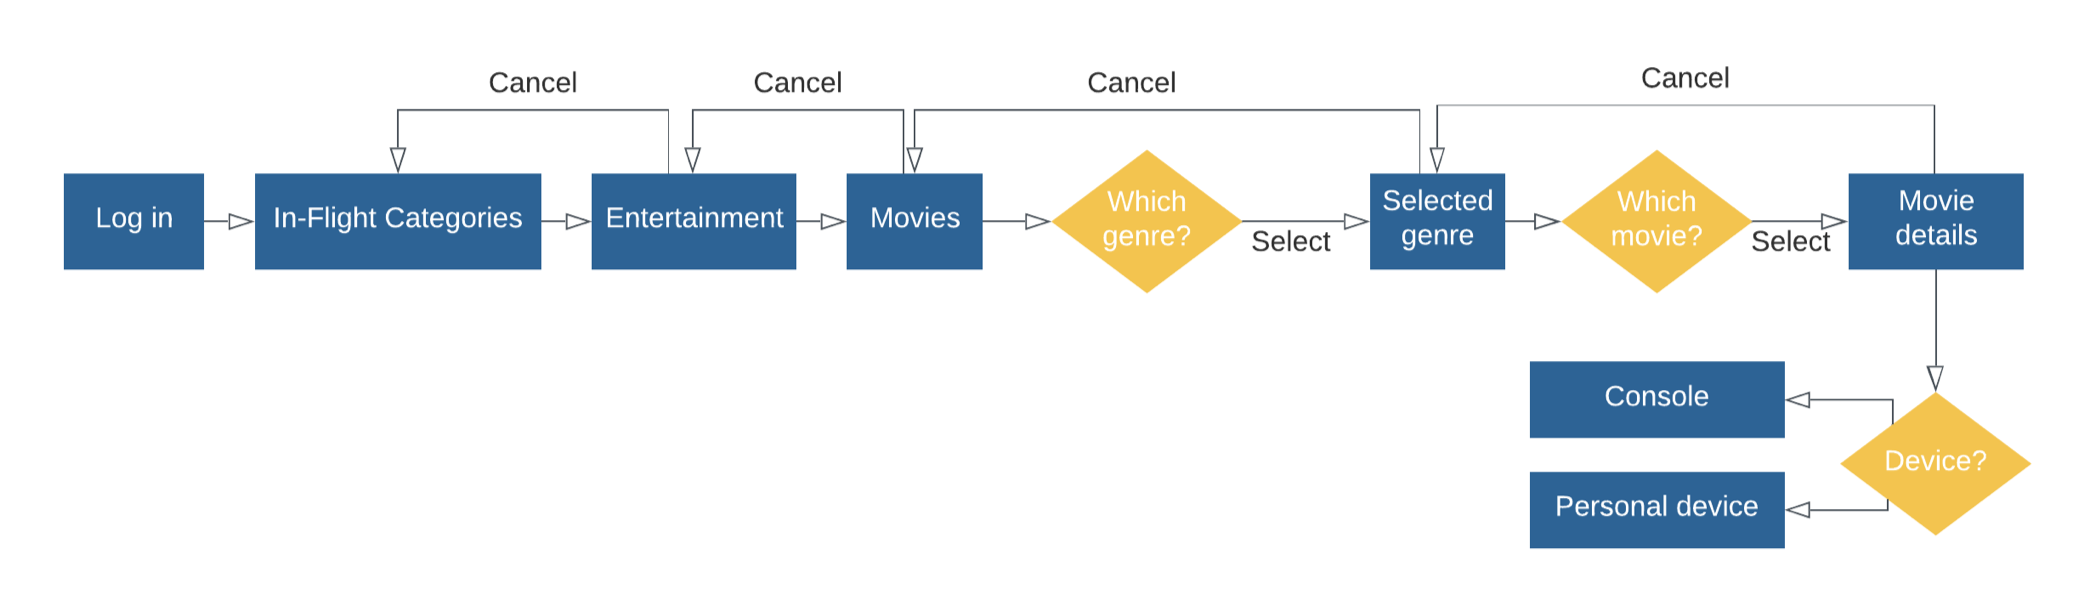 Cancel
Cancel
Cancel
Cancel
Log in
In-Flight Categories
Entertainment
Movies
Which
genre?
Select
Selected
genre
Which
movie?
Select
Movie
details
Console
Device?
Personal device